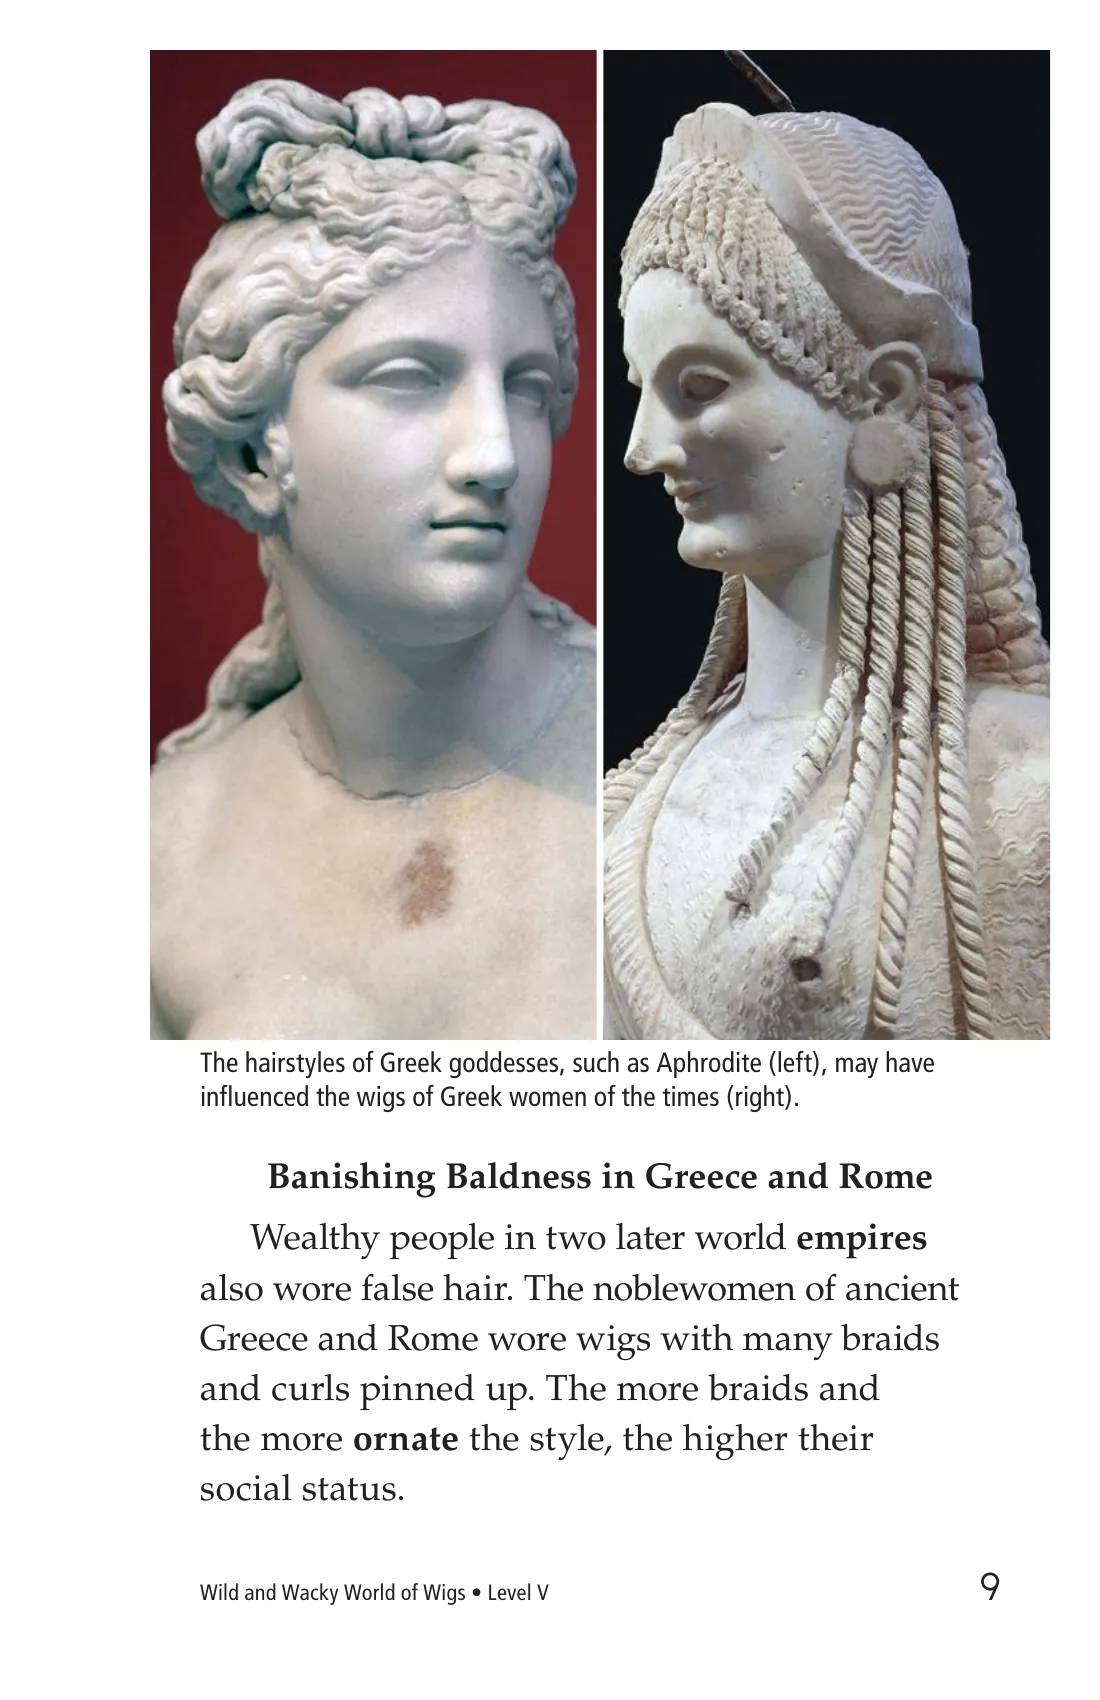 The hairstyles of Greek goddesses, such as Aphrodite (left), may have
influenced the wigs of Greek women of the times (right).
Banishing Baldness in Greece and Rome
Wealthy people in two later world empires
also wore false hair. The noblewomen of ancient
Greece and Rome wore wigs with many braids
and curls pinned up. The more braids and
the more ornate the style, the higher their
social status.
Wild and Wacky World of Wigs • Level V 9